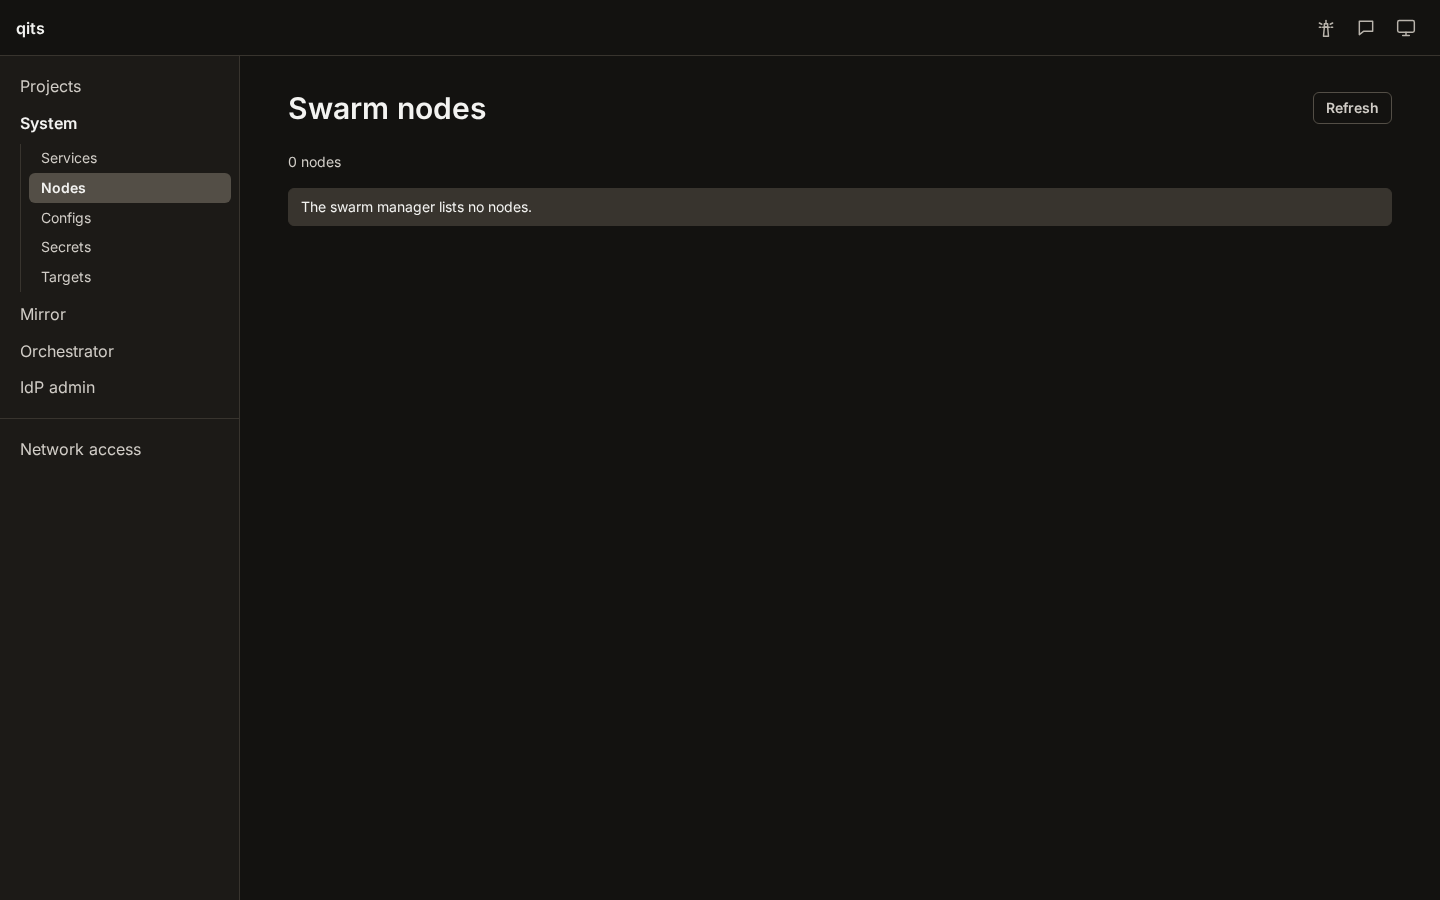 qits
Projects
System
Services
Nodes
Configs
Secrets
Targets
Mirror
Orchestrator
IdP admin
Network access
Swarm nodes
Refresh
0 nodes
The swarm manager lists no nodes.